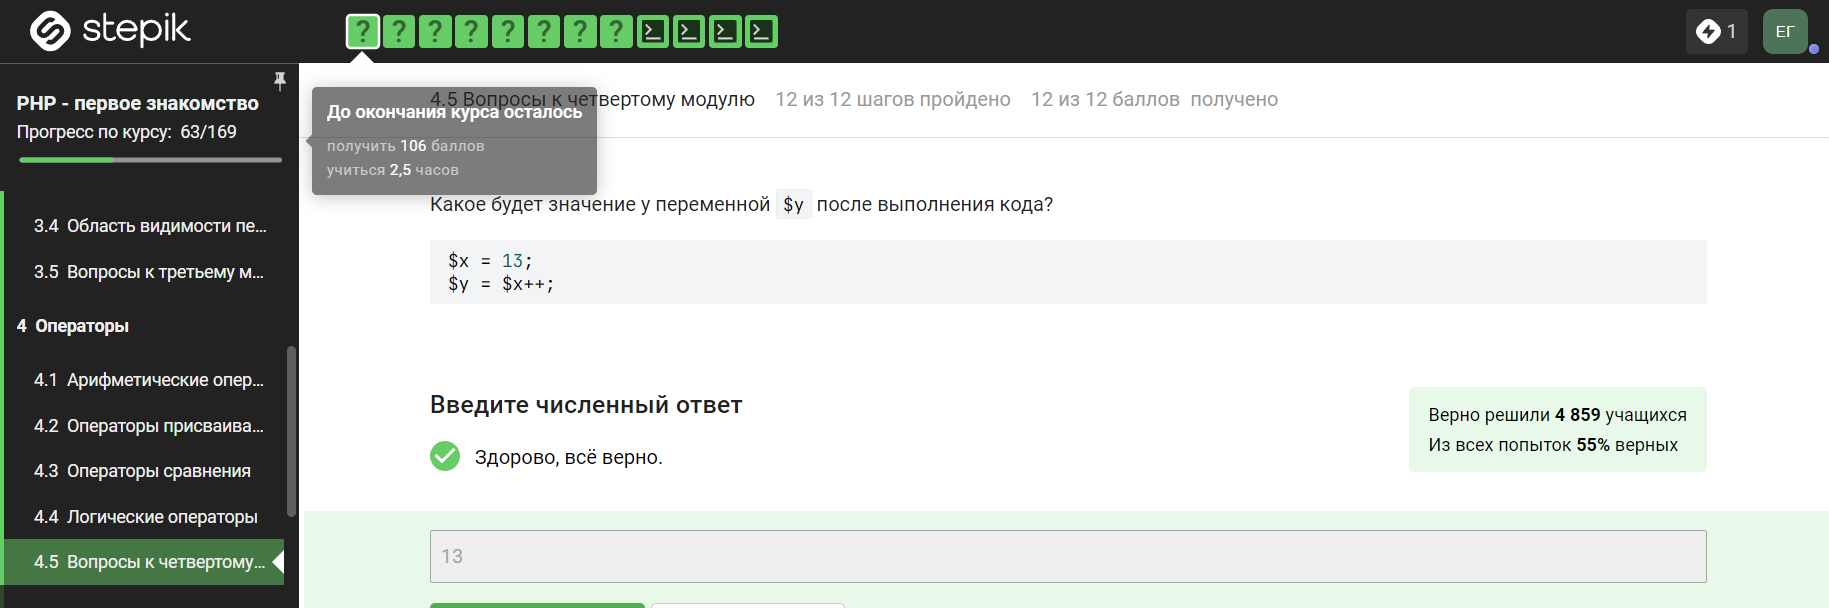 stepik
? ? ? ? ? ? ? ?
1
ЕГ
PHP - первое знакомство
Прогресс по курсу: 63/169
3.4 Область видимости пе...
3.5 Вопросы к третьему м...
4 Операторы
4.1 Арифметические опер...
4.2 Операторы присваива...
4.3 Операторы сравнения
4.4 Логические операторы
4.5 Вопросы к четвертому...
4.5 Вопросы к четвертому модулю 12 из 12 шагов пройдено 12 из 12 баллов получено
До окончания курса осталось
получить 106 баллов
учиться 2,5 часов
Какое будет значение у переменной $y после выполнения кода?
$x = 13;
$y = $x++;
Введите численный ответ
Здорово, всё верно.
Верно решили 4 859 учащихся
Из всех попыток 55% верных
13